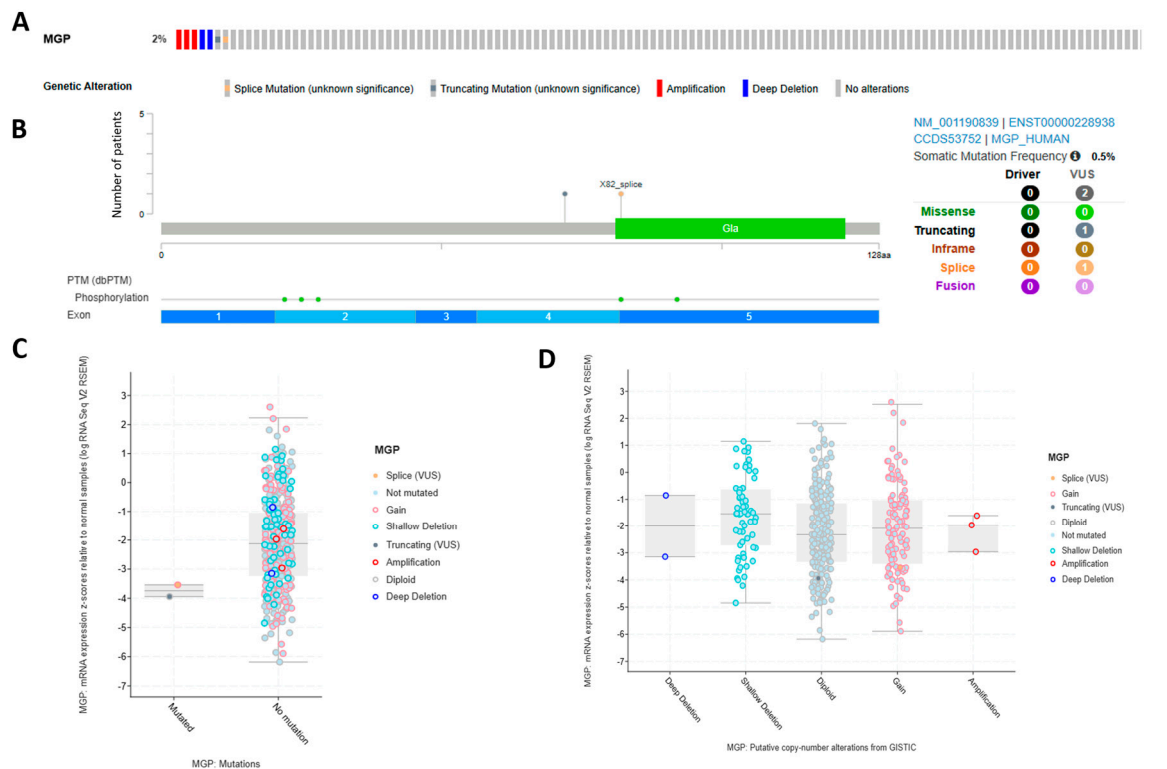 A
MGP 2%
Genetic Alteration Splice Mutation (unknown significance) Truncating Mutation (unknown significance) Amplification Deep Deletion No alterations
B
Number of patients
5
0
X82_splice
Gla
0
128aa
PTM (dbPTM)
Phosphorylation
Exon 1 2 3 4 5
NM_001190839 | ENST00000228938
CCDS53752 | MGP_HUMAN
Somatic Mutation Frequency 0.5%
Driver VUS
0 2
Missense 0 0
Truncating 0 1
Inframe 0 0
Splice 0 1
Fusion 0 0
C
MGP: mRNA expression z-scores relative to normal samples (log RNA Seq V2 RSEM)
3
2
1
0
-1
-2
-3
-4
-5
-6
-7
Mutated
No mutation
MGP: Mutations
MGP
Splice (VUS)
Not mutated
Gain
Shallow Deletion
Truncating (VUS)
Amplification
Diploid
Deep Deletion
D
MGP: mRNA expression z-scores relative to normal samples (log RNA Seq V2 RSEM)
3
2
1
0
-1
-2
-3
-4
-5
-6
-7
Deep Deletion
Shallow Deletion
Diploid
Gain
Amplification
MGP: Putative copy-number alterations from GISTIC
MGP
Splice (VUS)
Gain
Truncating (VUS)
Diploid
Not mutated
Shallow Deletion
Amplification
Deep Deletion